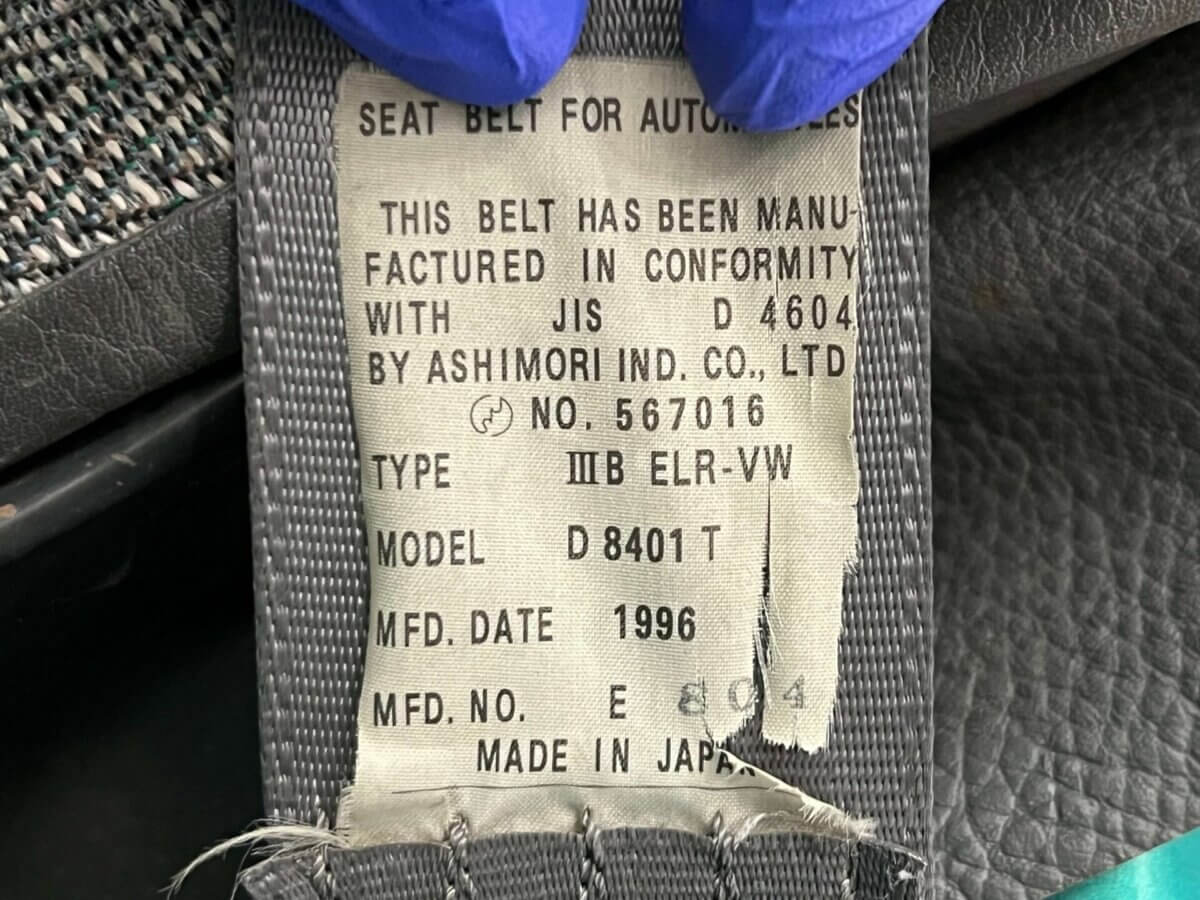 SEAT BELT FOR
THIS BELT HAS BEEN MANU-
FACTURED IN CONFORMITY
WITH JIS D 4604
BY ASHIMORI IND. CO., LTD
NO. 567016
TYPE ⅢB ELR-VW
MODEL D 8401 T
MFD. DATE 1996
MFD. NO. E 804
MADE IN JAPAN